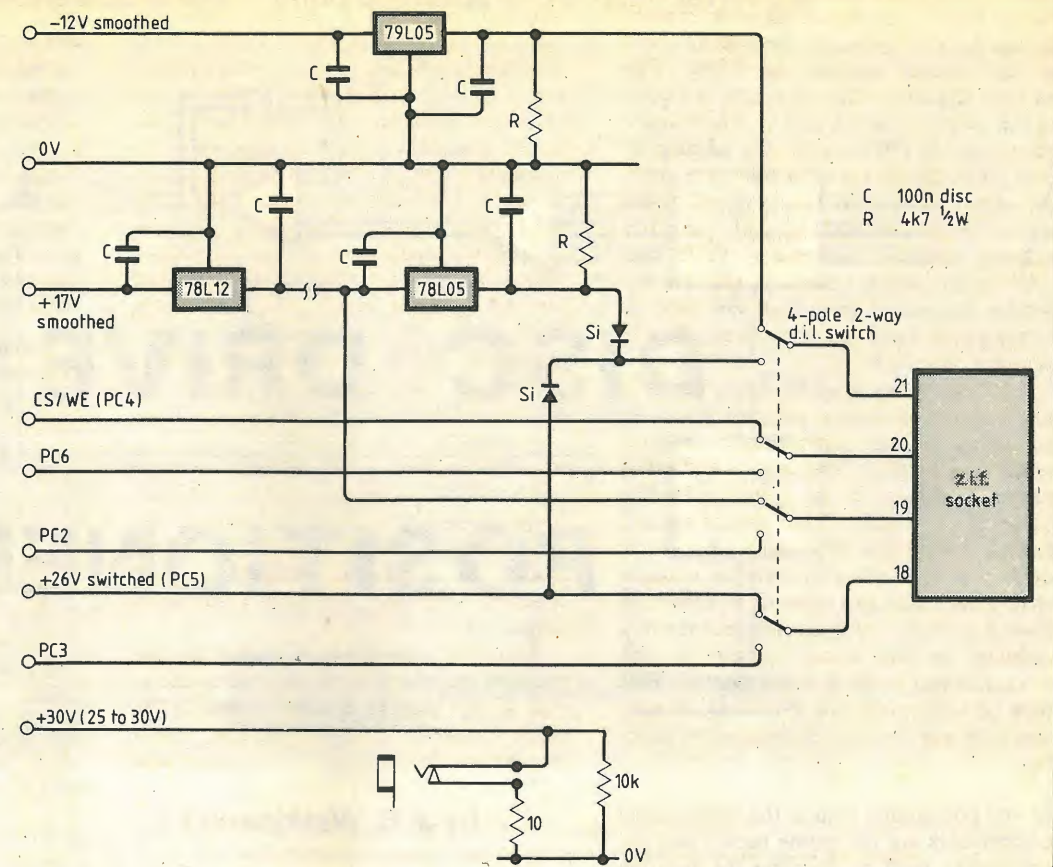 -12V smoothed
79L05
C
C
R
0V
C 100n disc
R 4k7 ½W
C
C
C
C
R
78L12
78L05
+17V
smoothed
4-pole 2-way
d.i.l. switch
Si
Si
21
CS/WE (PC4)
20
z.i.f.
socket
PC6
19
PC2
18
+26V switched (PC5)
PC3
+30V (25 to 30V)
10k
10
0V